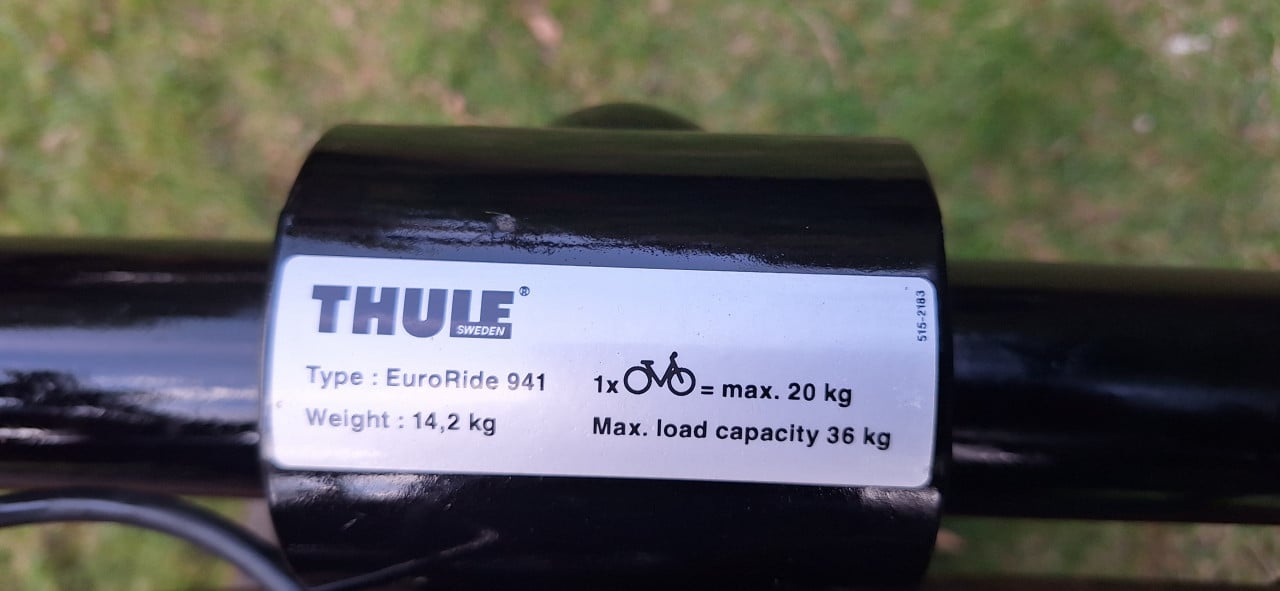 THULE®
SWEDEN
Type : EuroRide 941
Weight : 14,2 kg
1x = max. 20 kg
Max. load capacity 36 kg
515-2183